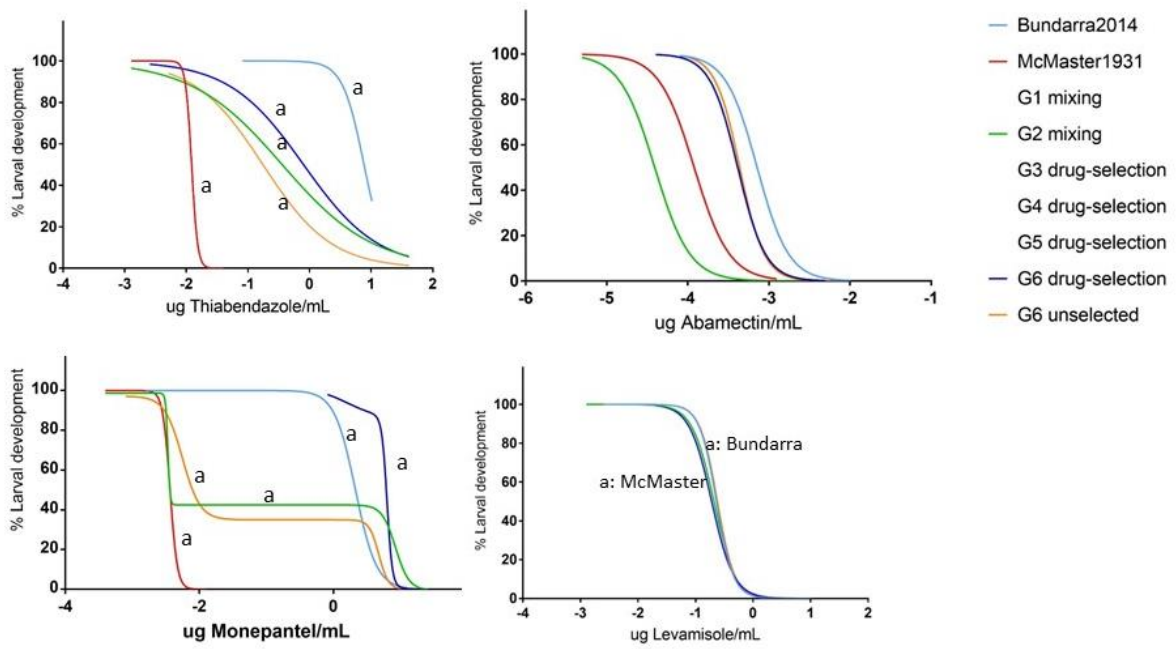 % Larval development
100
80
60
40
20
0
-4 -3 -2 -1 0 1 2
ug Thiabendazole/mL
a
a
a
a
a
% Larval development
100
80
60
40
20
0
-6 -5 -4 -3 -2 -1
ug Abamectin/mL
Bundarra2014
McMaster1931
G1 mixing
G2 mixing
G3 drug-selection
G4 drug-selection
G5 drug-selection
G6 drug-selection
G6 unselected
% Larval development
100
80
60
40
20
0
-4 -2 0
ug Monepantel/mL
a
a
a
a
a
% Larval development
100
80
60
40
20
0
-4 -3 -2 -1 0 1 2
ug Levamisole/mL
a: Bundarra
a: McMaster